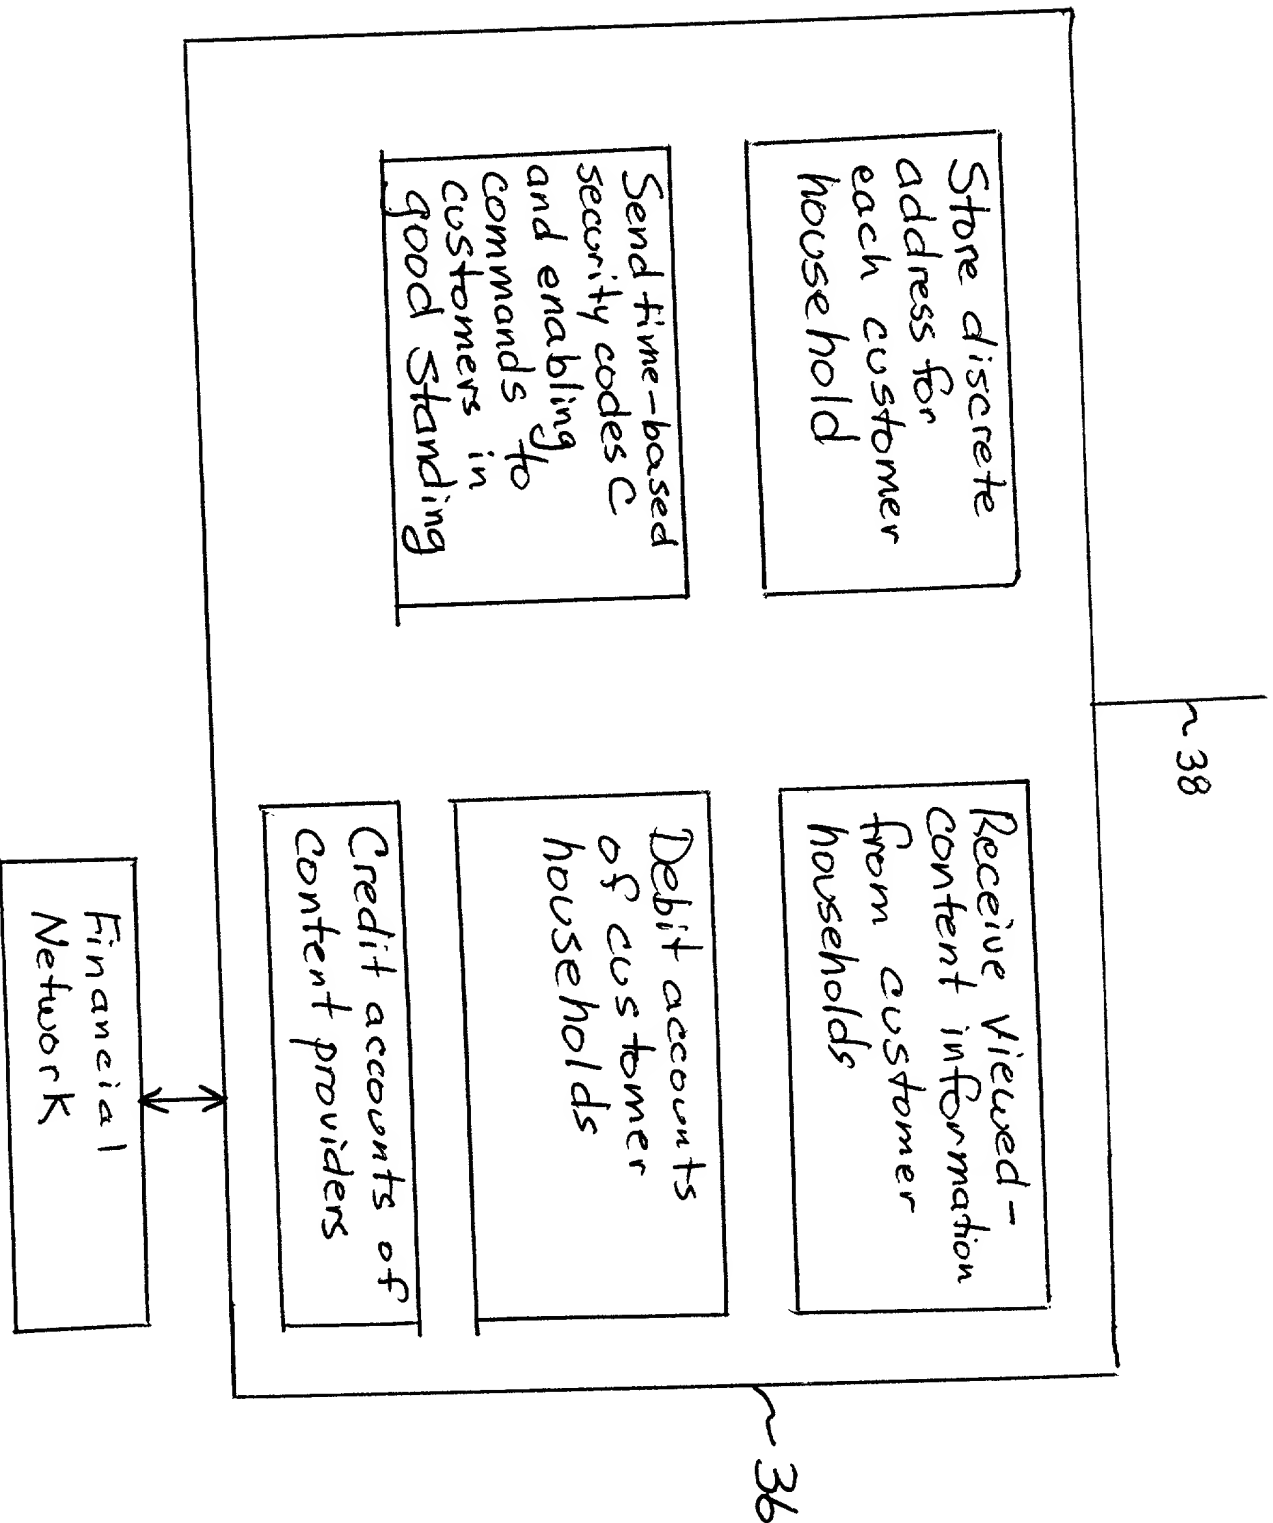 ~38
Store discrete
address for
each customer
household
Send time-based
security codes C
and enabling
commands to
customers in
good Standing
Receive Viewed-
content information
from customer
households
Debit accounts
of customer
households
Credit accounts of
content providers
~36
Financial
Network